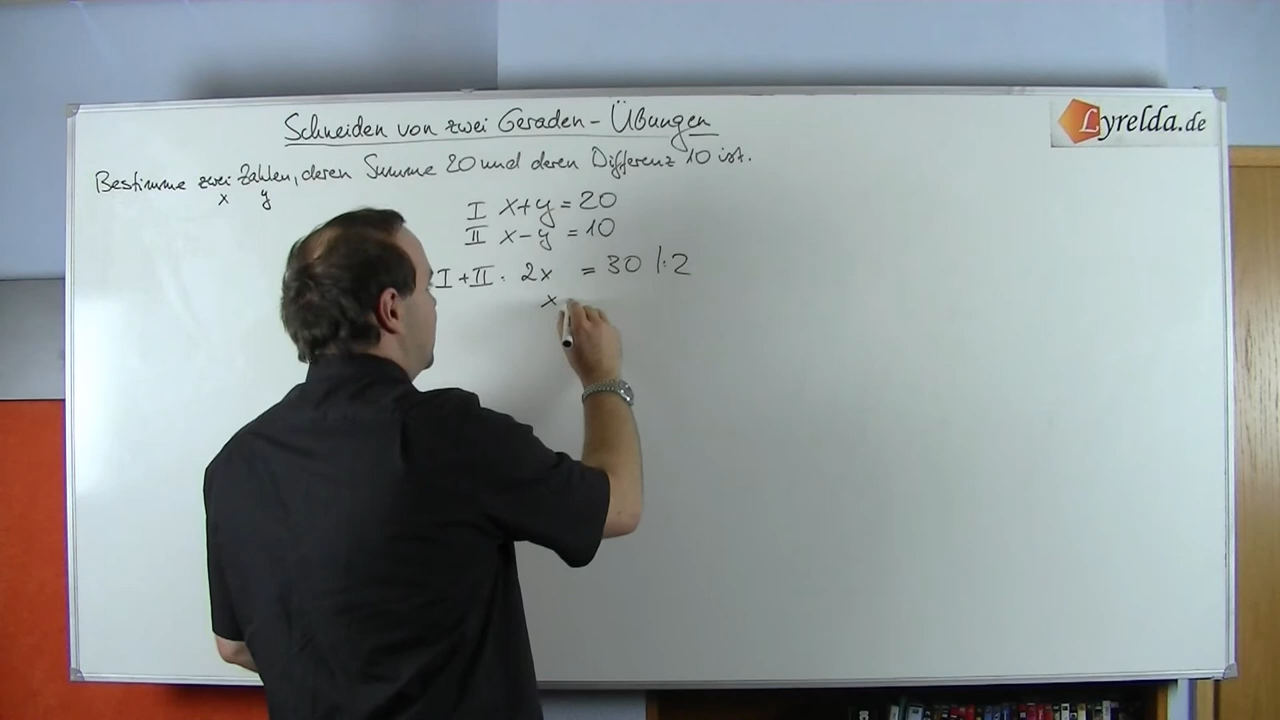 Schneiden von zwei Geraden - Übungen
Lyrelda.de
Bestimme zwei Zahlen, deren Summe 20 und deren Differenz 10 ist.
x y
I x+y = 20
II x-y = 10
I+II: 2x = 30 |:2
x